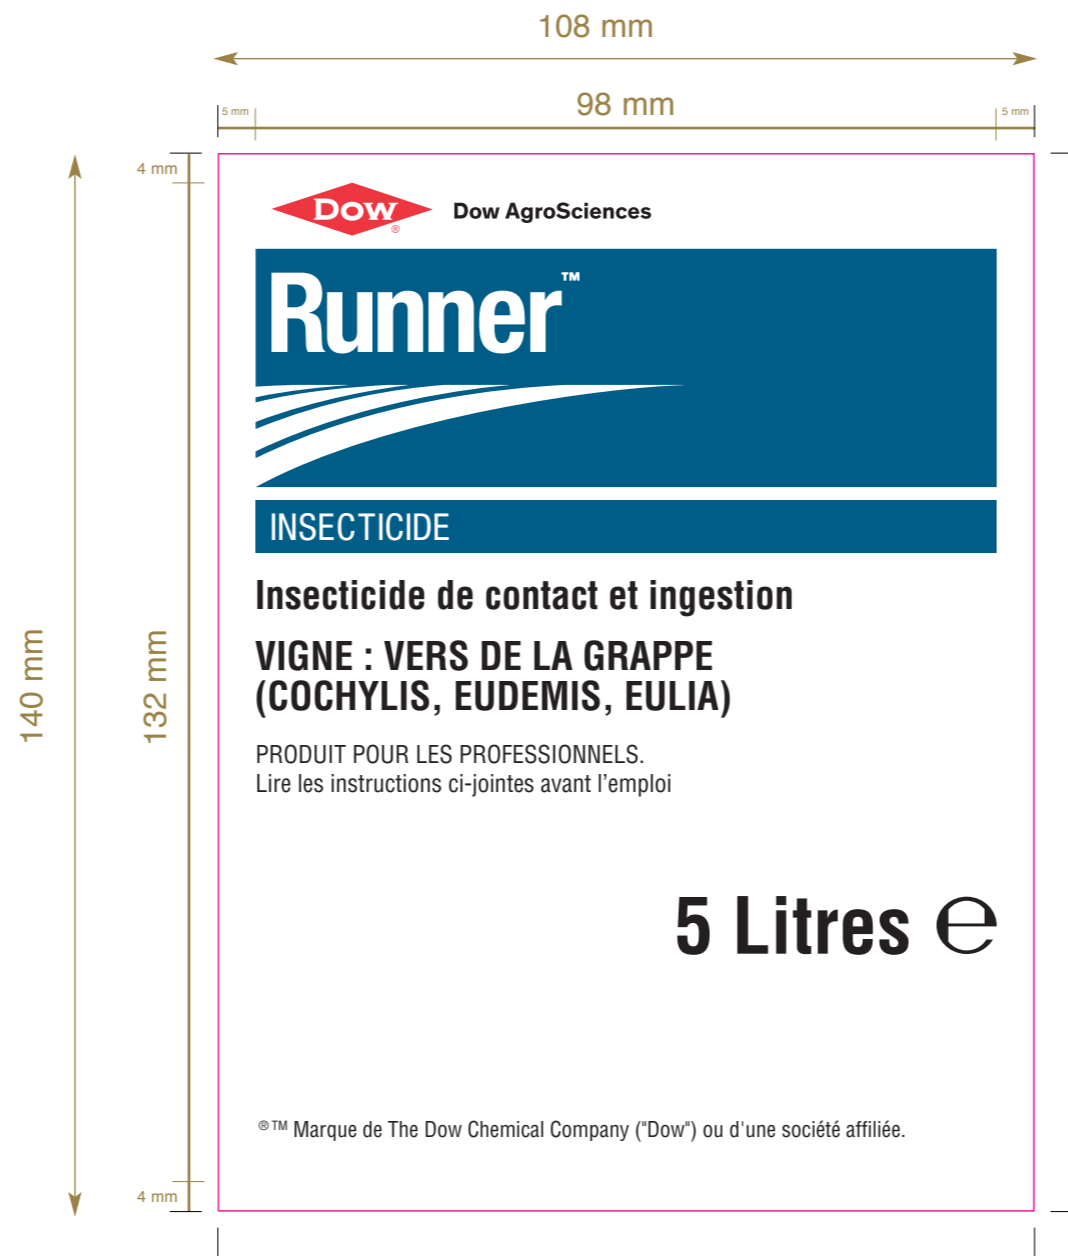 108 mm
5 mm
98 mm
5 mm
4 mm
DOW®
Dow AgroSciences
Runner™
INSECTICIDE
Insecticide de contact et ingestion
VIGNE : VERS DE LA GRAPPE
(COCHYLIS, EUDEMIS, EULIA)
140 mm
132 mm
PRODUIT POUR LES PROFESSIONNELS.
Lire les instructions ci-jointes avant l’emploi
5 Litres ℮
®™ Marque de The Dow Chemical Company ("Dow") ou d'une société affiliée.
4 mm